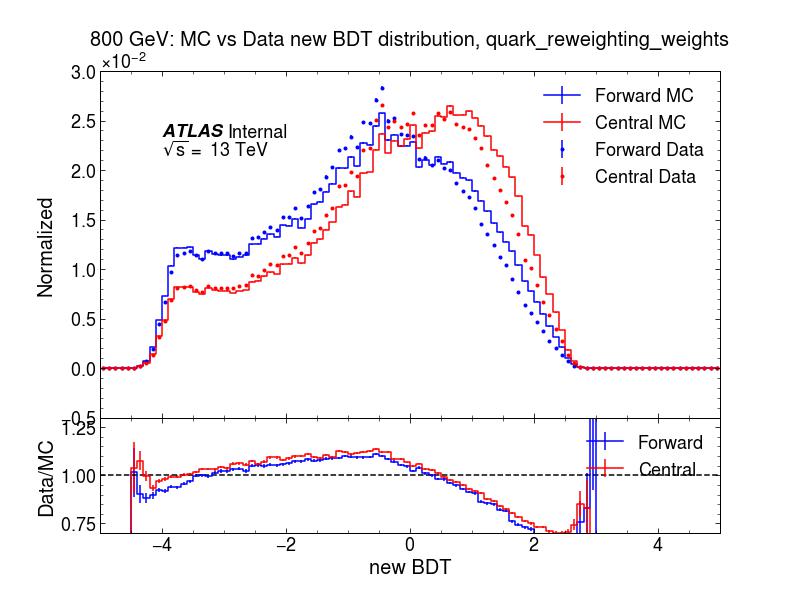 800 GeV: MC vs Data new BDT distribution, quark_reweighting_weights
×10⁻²
3.0
2.5
2.0
1.5
1.0
0.5
0.0
0.5
Normalized
ATLAS Internal
√s = 13 TeV
Forward MC
Central MC
Forward Data
Central Data
1.25
1.00
0.75
Data/MC
Forward
Central
−4 −2 0 2 4
new BDT